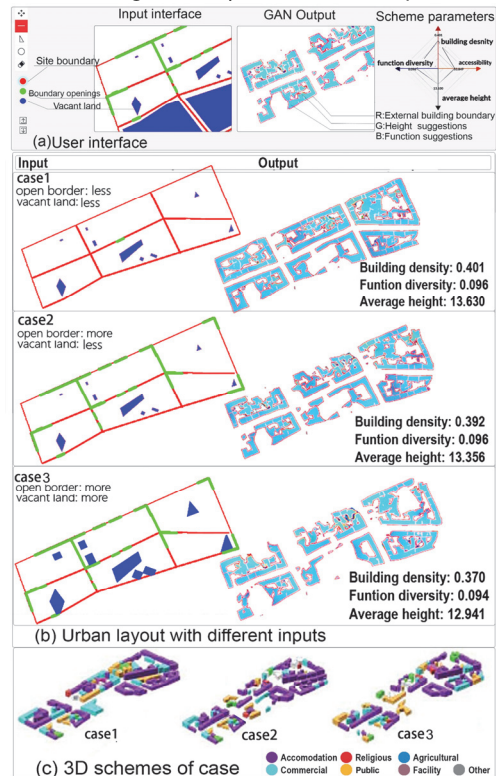 Input interface
GAN Output
Scheme parameters
building desnity
function diversity
accessibility
average height
Site boundary
Boundary openings
Vacant land
R:External building boundary
G:Height suggestions
B:Function suggestions
(a)User interface
Input
Output
case1
open border: less
vacant land: less
Building density: 0.401
Funtion diversity: 0.096
Average height: 13.630
case2
open border: more
vacant land: less
Building density: 0.392
Funtion diversity: 0.096
Average height: 13.356
case3
open border: more
vacant land: more
Building density: 0.370
Funtion diversity: 0.094
Average height: 12.941
(b) Urban layout with different inputs
case1
case2
case3
(c) 3D schemes of case
Accomodation
Religious
Agricultural
Commercial
Public
Facility
Other